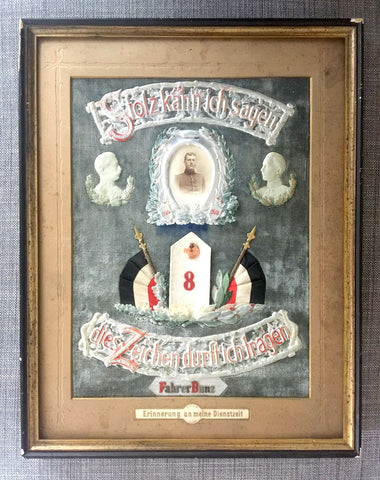 Stolz kann ich sagen
8
dies Zeichen durft ich tragen
Fahrer Bunz
Erinnerung an meine Dienstzeit